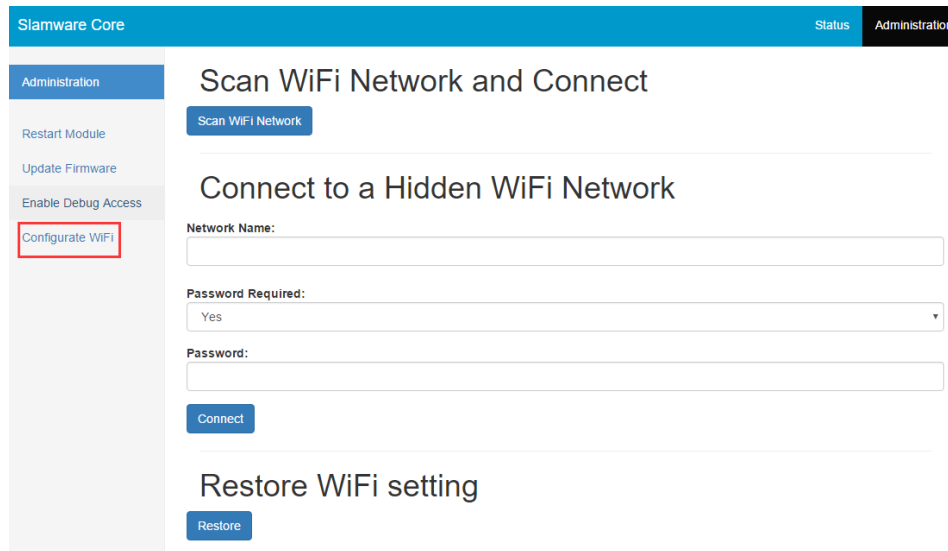 Slamware Core
Status
Administration
Administration
Restart Module
Update Firmware
Enable Debug Access
Configurate WiFi
Scan WiFi Network and Connect
Scan WiFi Network
Connect to a Hidden WiFi Network
Network Name:
Password Required:
Yes
Password:
Connect
Restore WiFi setting
Restore